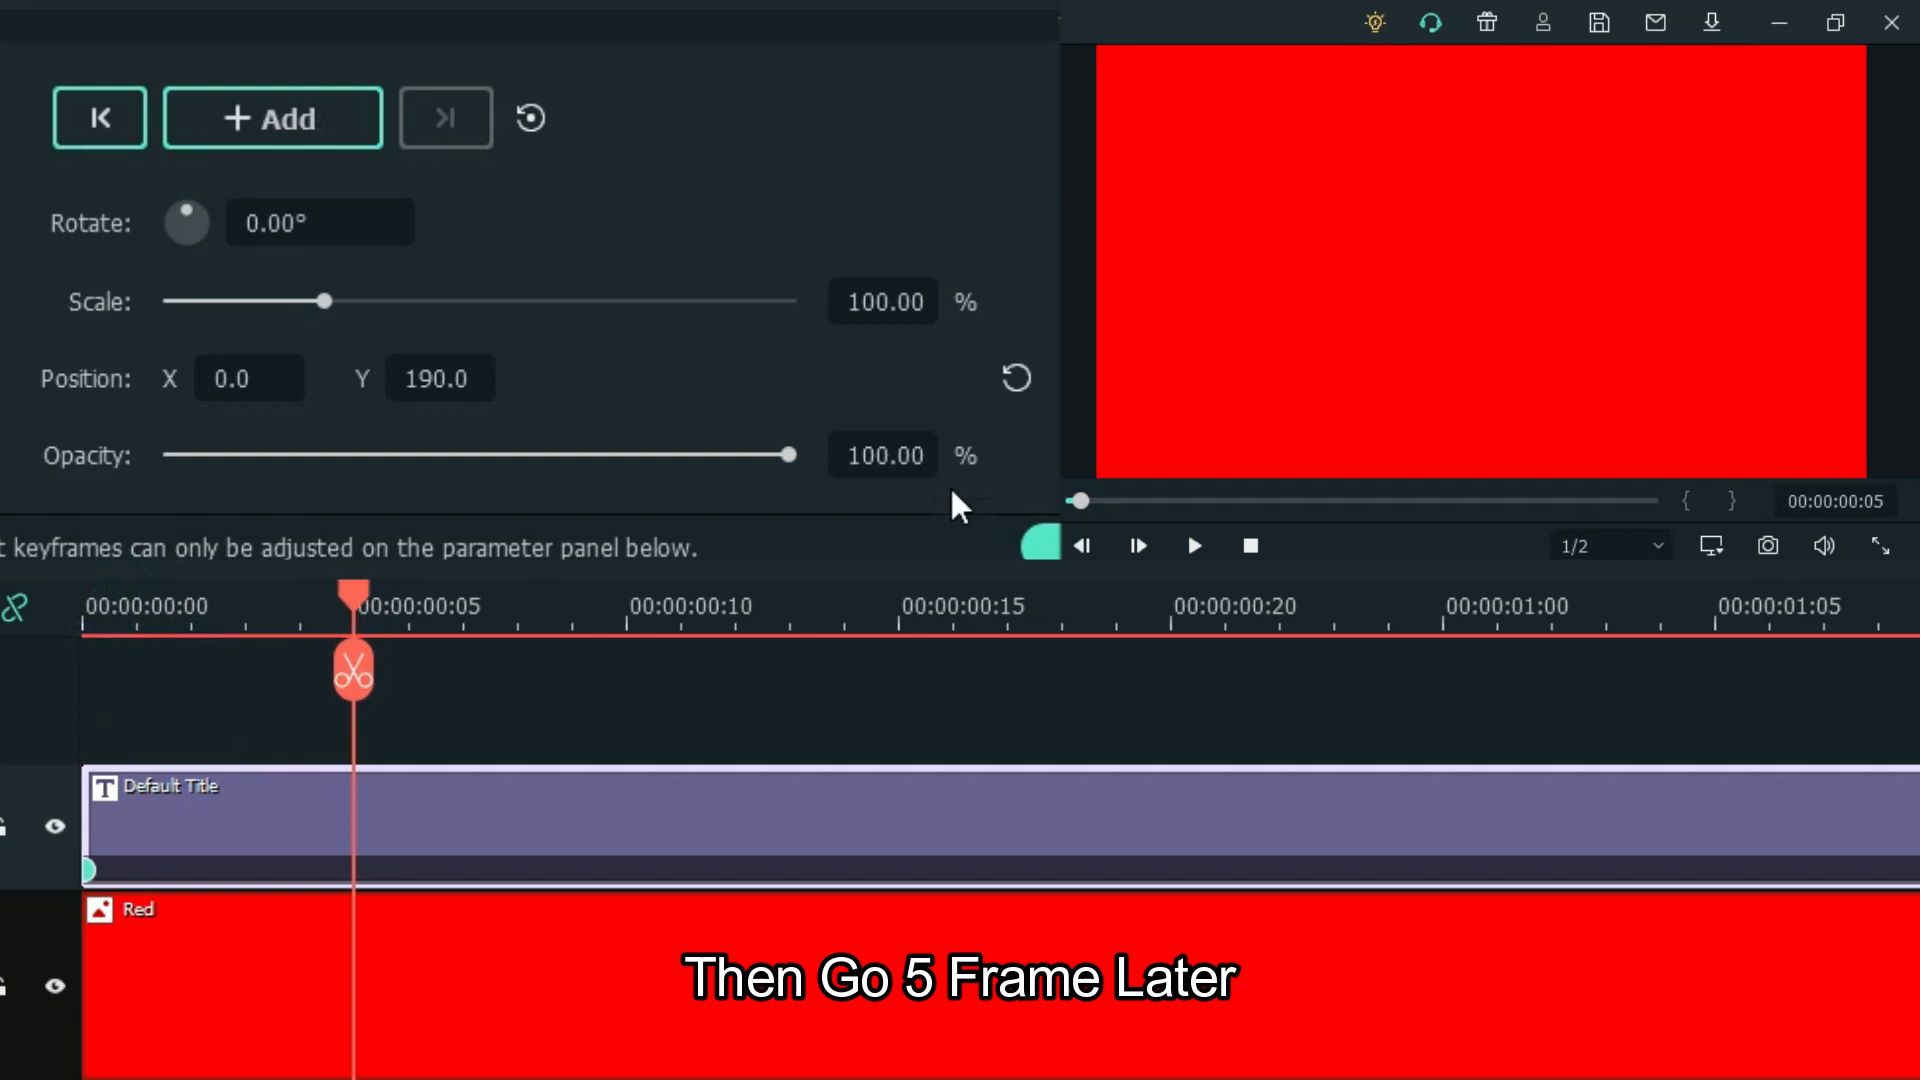 + Add
Rotate: 0.00°
Scale: 100.00 %
Position: X 0.0 Y 190.0
Opacity: 100.00 %
{ } 00:00:00:05
t keyframes can only be adjusted on the parameter panel below.
1/2
00:00:00:00 00:00:00:05 00:00:00:10 00:00:00:15 00:00:00:20 00:00:01:00 00:00:01:05
T Default Title
Red
Then Go 5 Frame Later